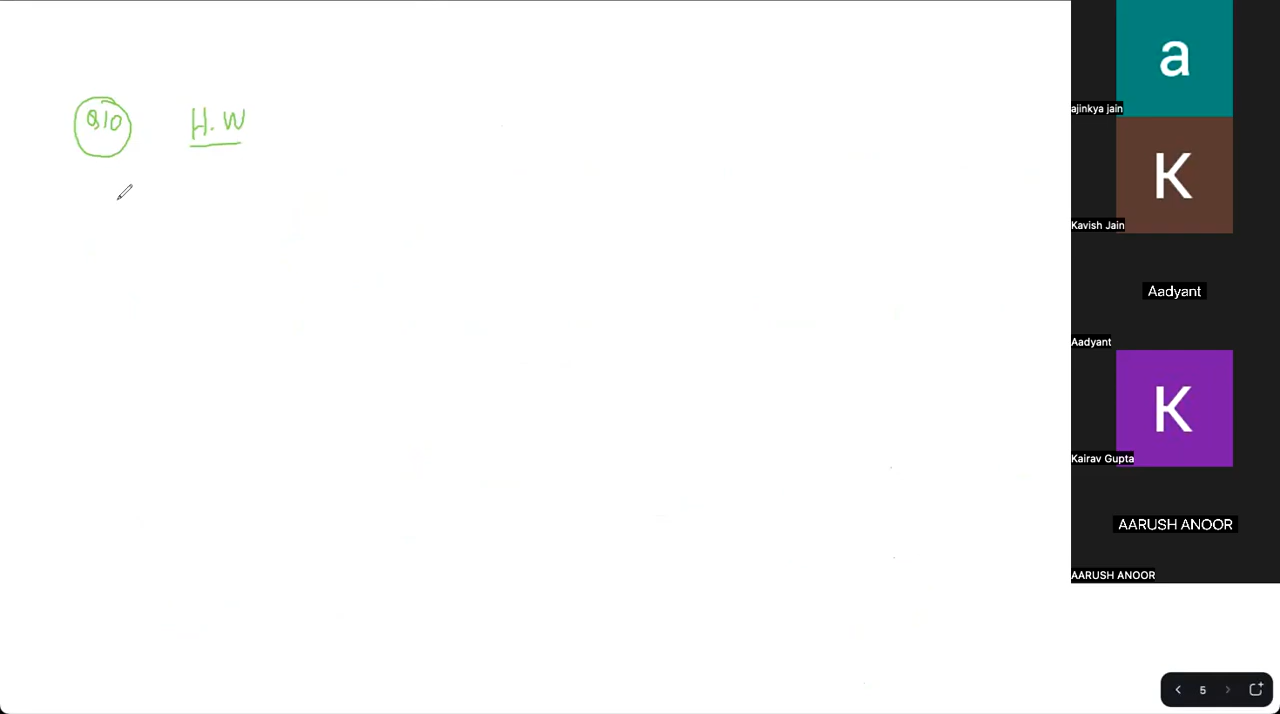 Q10 H.W
a
ajinkya jain
K
Kavish Jain
Aadyant
Aadyant
K
Kairav Gupta
AARUSH ANOOR
AARUSH ANOOR
5